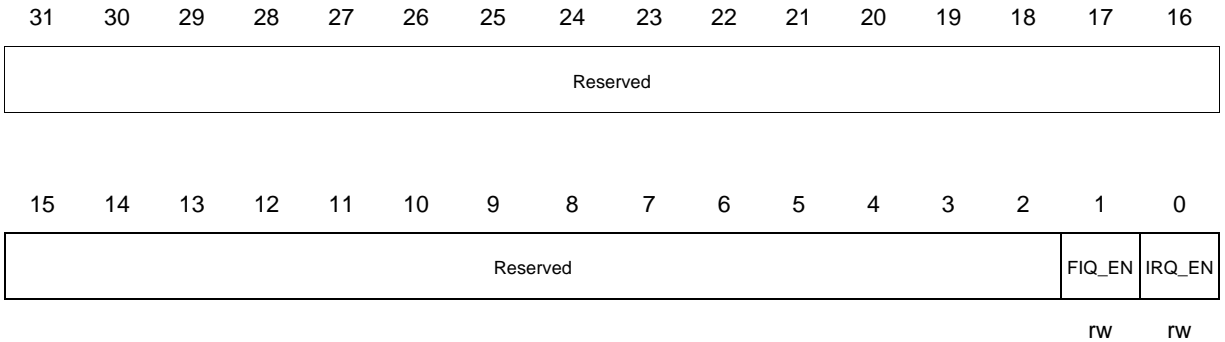 31 30 29 28 27 26 25 24 23 22 21 20 19 18 17 16
Reserved
15 14 13 12 11 10 9 8 7 6 5 4 3 2 1 0
Reserved FIQ_EN IRQ_EN
rw rw